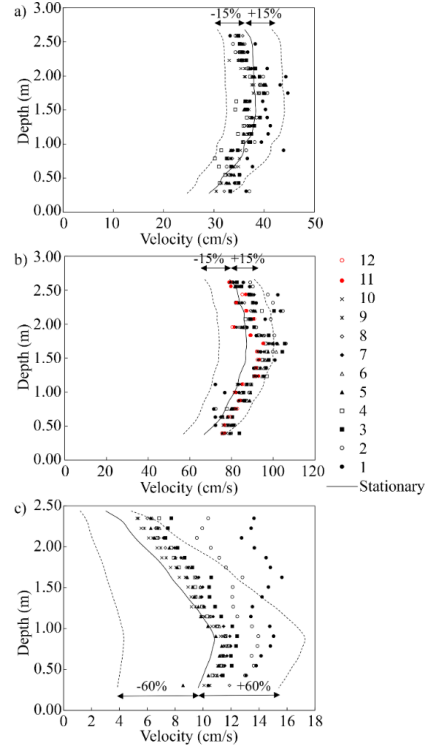 a)
-15% +15%
3.00
2.50
2.00
1.50
1.00
0.50
0.00
Depth (m)
0 10 20 30 40 50
Velocity (cm/s)
b)
-15% +15%
3.00
2.50
2.00
1.50
1.00
0.50
0.00
Depth (m)
0 20 40 60 80 100 120
Velocity (cm/s)
12
11
10
9
8
7
6
5
4
3
2
1
Stationary
c)
2.50
2.00
1.50
1.00
0.50
0.00
Depth (m)
-60% +60%
0 2 4 6 8 10 12 14 16 18
Velocity (cm/s)